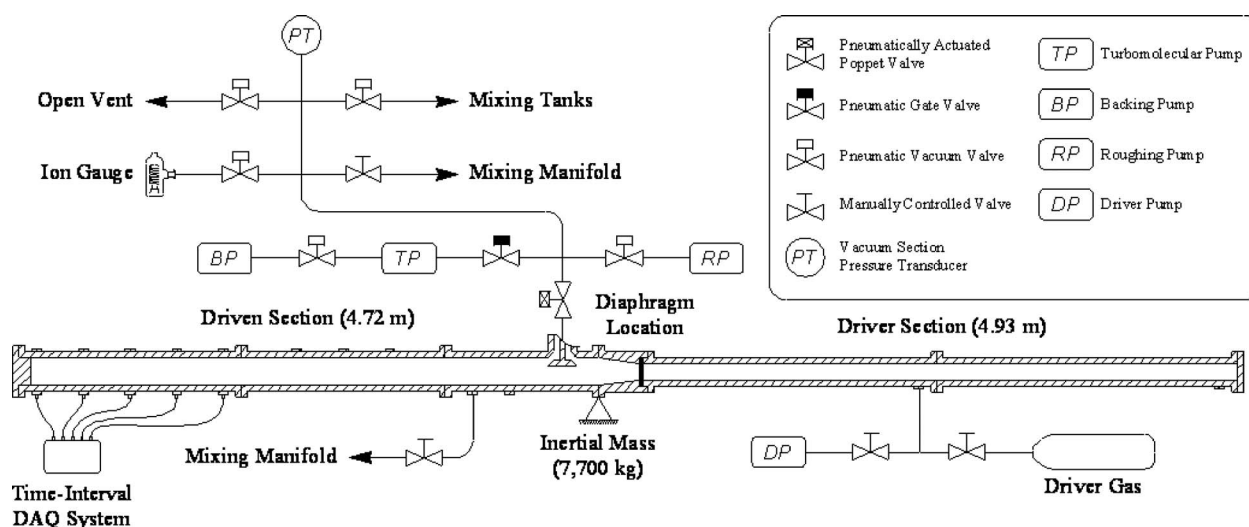 PT
Open Vent
Mixing Tanks
Ion Gauge
Mixing Manifold
BP
TP
RP
Driven Section (4.72 m)
Diaphragm
Location
Driver Section (4.93 m)
Mixing Manifold
Inertial Mass
(7,700 kg)
DP
Driver Gas
Time-Interval
DAQ System
Pneumatically Actuated
Poppet Valve
TP
Turbomolecular Pump
Pneumatic Gate Valve
BP
Backing Pump
Pneumatic Vacuum Valve
RP
Roughing Pump
Manually Controlled Valve
DP
Driver Pump
PT
Vacuum Section
Pressure Transducer